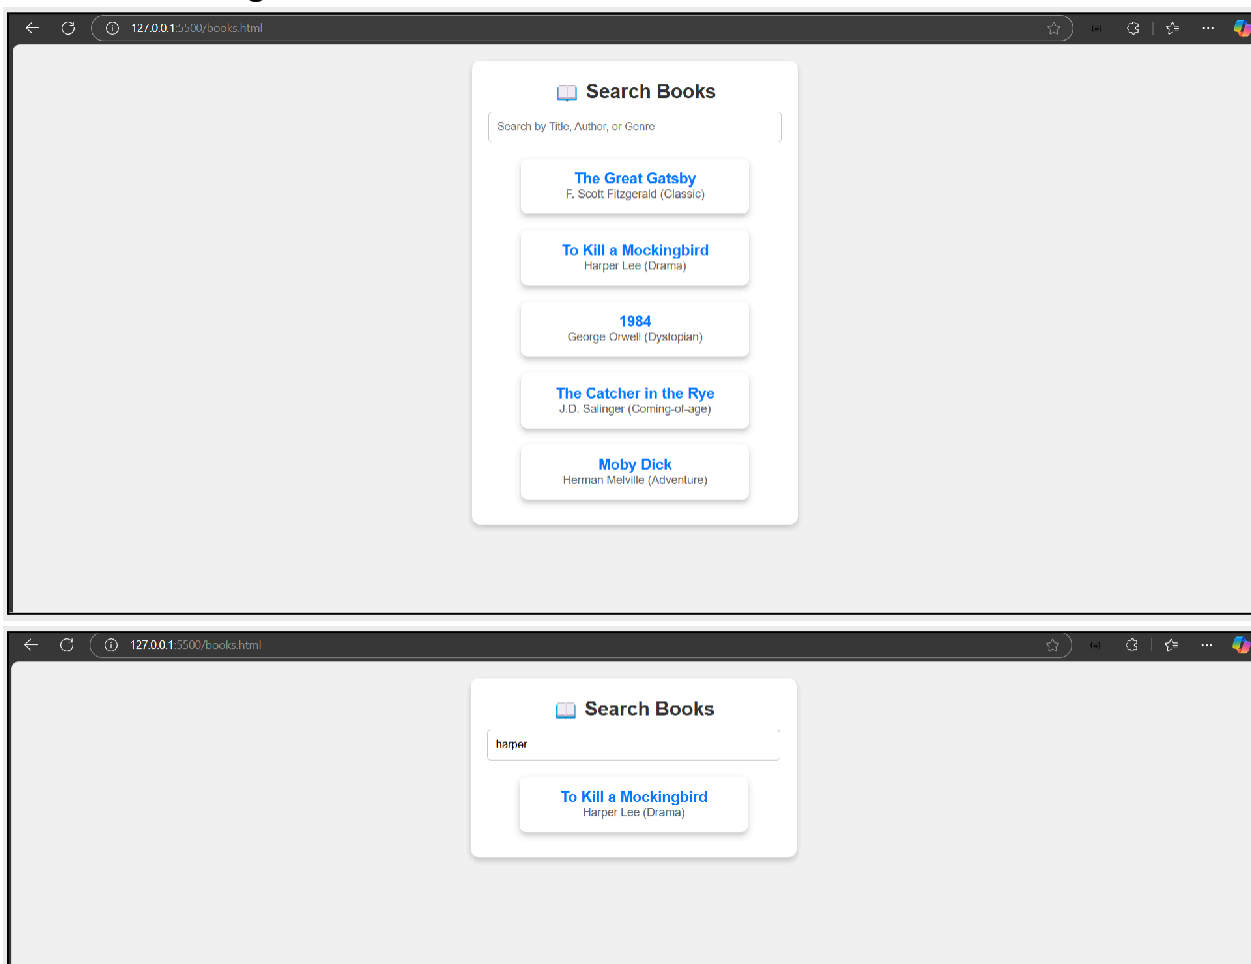 127.0.0.1:5500/books.html
Search Books
Search by Title, Author, or Genre
The Great Gatsby
F. Scott Fitzgerald (Classic)
To Kill a Mockingbird
Harper Lee (Drama)
1984
George Orwell (Dystopian)
The Catcher in the Rye
J.D. Salinger (Coming-of-age)
Moby Dick
Herman Melville (Adventure)
127.0.0.1:5500/books.html
Search Books
harper
To Kill a Mockingbird
Harper Lee (Drama)